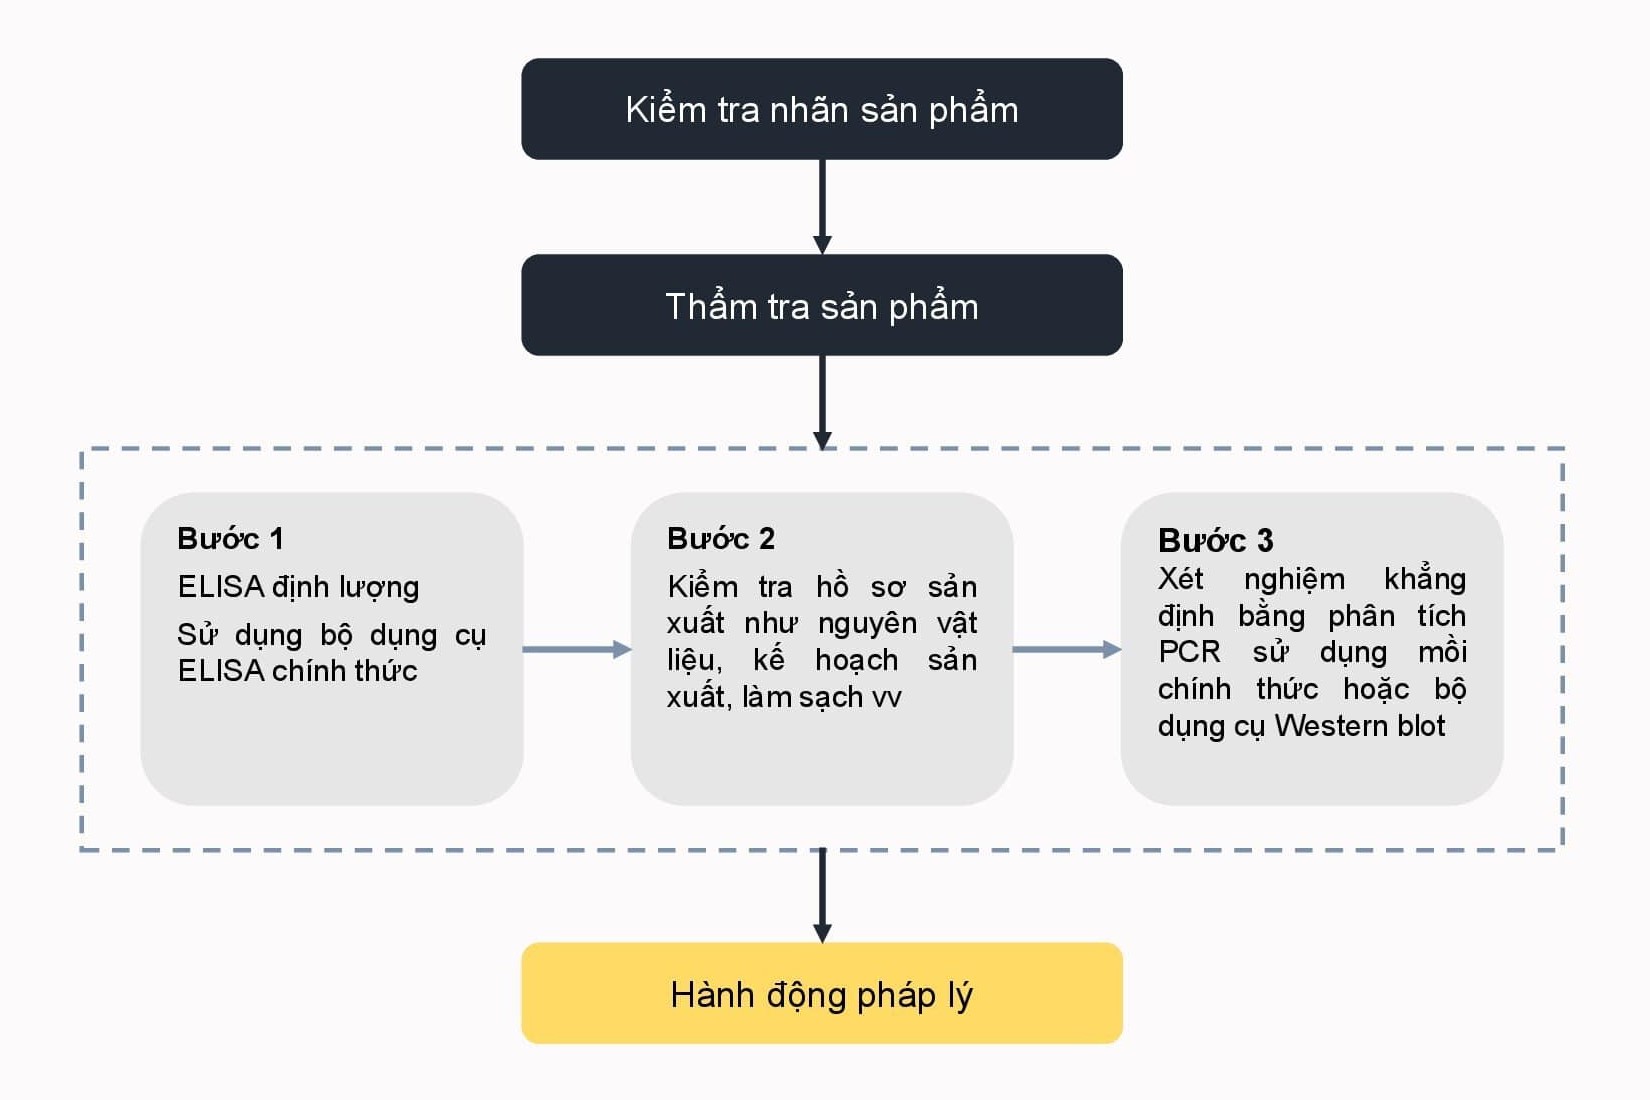 Kiểm tra nhãn sản phẩm
Thẩm tra sản phẩm
Bước 1
ELISA định lượng
Sử dụng bộ dụng cụ
ELISA chính thức
Bước 2
Kiểm tra hồ sơ sản
xuất như nguyên vật
liệu, kế hoạch sản
xuất, làm sạch vv
Bước 3
Xét nghiệm khẳng
định bằng phân tích
PCR sử dụng mồi
chính thức hoặc bộ
dụng cụ Western blot
Hành động pháp lý